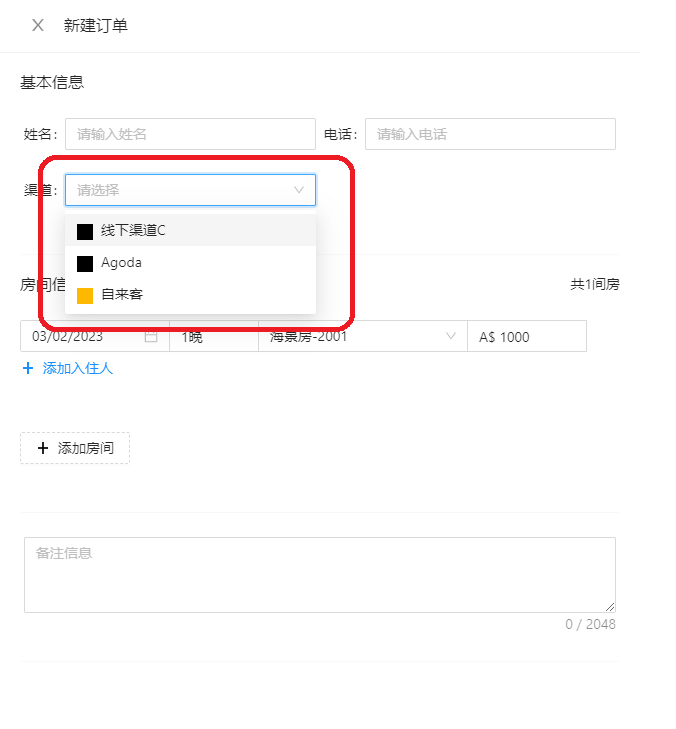 新建订单
基本信息
姓名: 请输入姓名 电话: 请输入电话
渠道: 请选择
线下渠道C
Agoda
自来客
房间信 共1间房
03/02/2023 1晚 海景房-2001 A$ 1000
+ 添加入住人
+ 添加房间
备注信息
0 / 2048